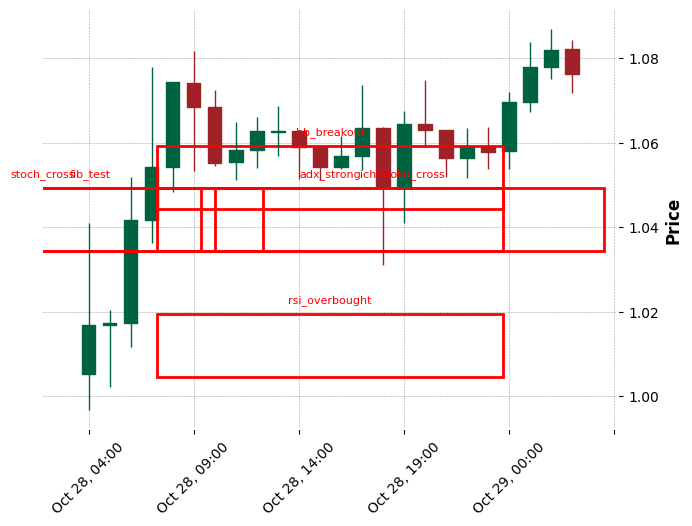 1.08
bb_breakout
1.06
stoch_cross
fib_test
adx_strong
ichimoku_cross
1.04
Price
rsi_overbought
1.02
1.00
Oct 28, 04:00
Oct 28, 09:00
Oct 28, 14:00
Oct 28, 19:00
Oct 29, 00:00